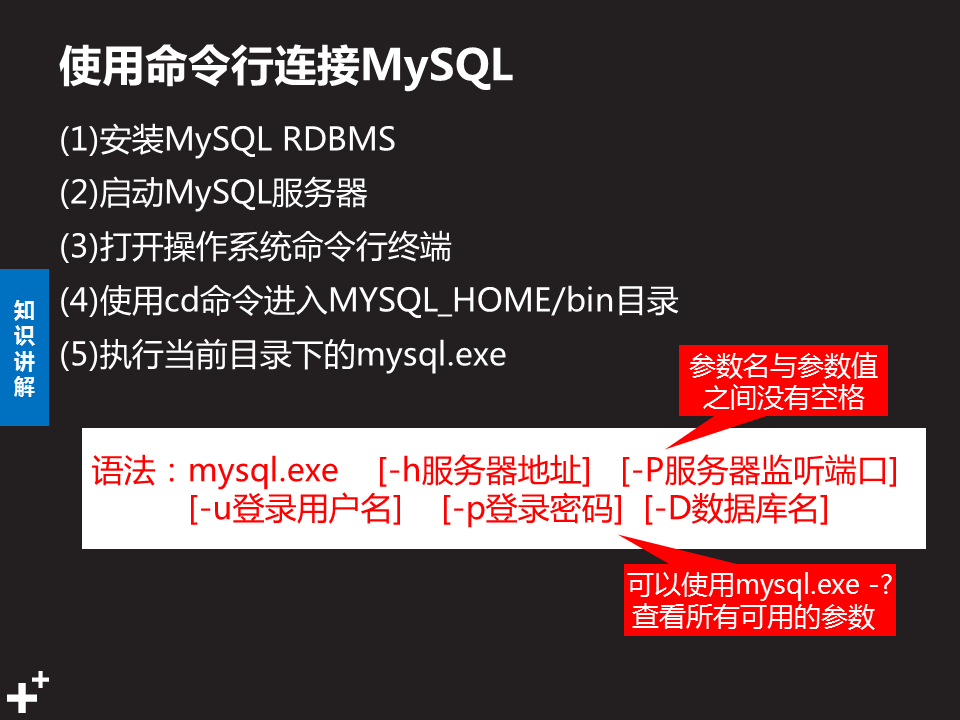 使用命令行连接MySQL
(1)安装MySQL RDBMS
(2)启动MySQL服务器
(3)打开操作系统命令行终端
(4)使用cd命令进入MYSQL_HOME/bin目录
(5)执行当前目录下的mysql.exe
知识讲解
参数名与参数值
之间没有空格
语法：mysql.exe [-h服务器地址] [-P服务器监听端口]
[-u登录用户名] [-p登录密码] [-D数据库名]
可以使用mysql.exe -?
查看所有可用的参数